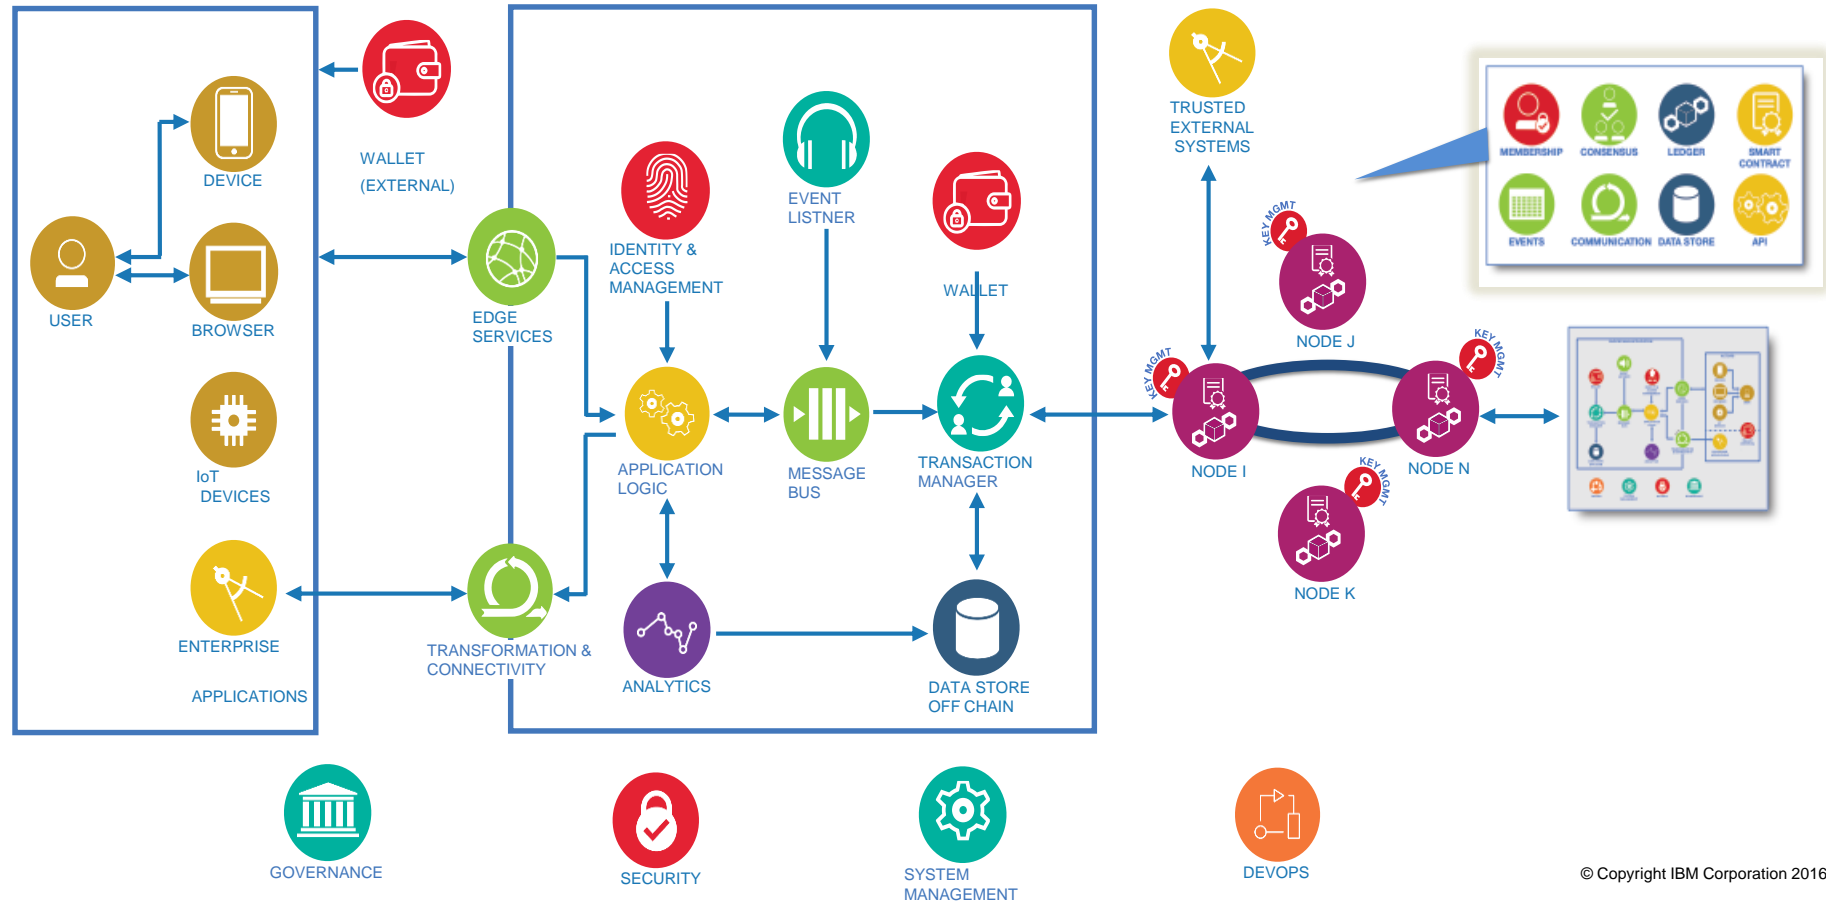 DEVICE
USER
BROWSER
IoT
DEVICES
ENTERPRISE
APPLICATIONS
WALLET
(EXTERNAL)
EDGE
SERVICES
TRANSFORMATION &
CONNECTIVITY
IDENTITY &
ACCESS
MANAGEMENT
EVENT
LISTNER
WALLET
APPLICATION
LOGIC
MESSAGE
BUS
TRANSACTION
MANAGER
ANALYTICS
DATA STORE
OFF CHAIN
TRUSTED
EXTERNAL
SYSTEMS
KEY MGMT
NODE J
KEY MGMT
NODE I
KEY MGMT
NODE N
KEY MGMT
NODE K
MEMBERSHIP
CONSENSUS
LEDGER
SMART
CONTRACT
EVENTS
COMMUNICATION
DATA STORE
API
GOVERNANCE
SECURITY
SYSTEM
MANAGEMENT
DEVOPS
© Copyright IBM Corporation 2016